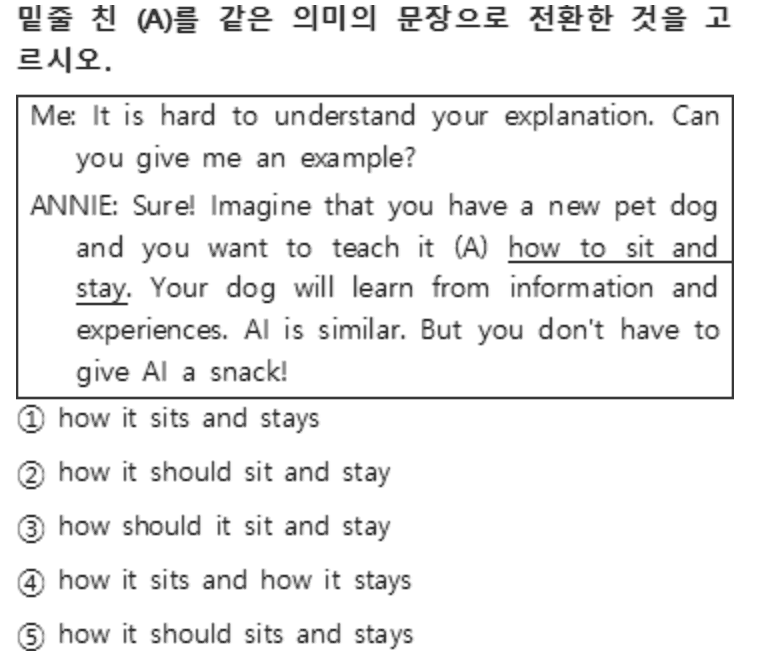 밑줄 친 (A)를 같은 의미의 문장으로 전환한 것을 고
르시오.
Me: It is hard to understand your explanation. Can
you give me an example?
ANNIE: Sure! Imagine that you have a new pet dog
and you want to teach it (A) how to sit and
stay. Your dog will learn from information and
experiences. AI is similar. But you don't have to
give AI a snack!
① how it sits and stays
② how it should sit and stay
③ how should it sit and stay
④ how it sits and how it stays
⑤ how it should sits and stays